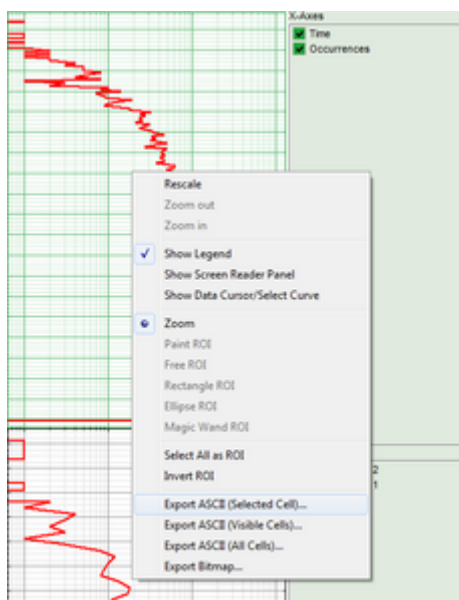 X-Axes
Time
Occurrences
Rescale
Zoom out
Zoom in
Show Legend
Show Screen Reader Panel
Show Data Cursor/Select Curve
Zoom
Paint ROI
Free ROI
Rectangle ROI
Ellipse ROI
Magic Wand ROI
Select All as ROI
Invert ROI
2
Export ASCII (Selected Cell)...
1
Export ASCII (Visible Cells)...
Export ASCII (All Cells)...
Export Bitmap...